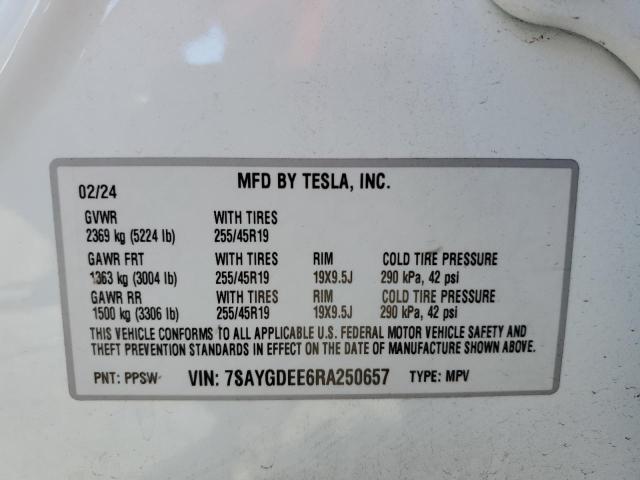 MFD BY TESLA, INC.
02/24
GVWR WITH TIRES
2369 kg (5224 lb) 255/45R19
GAWR FRT WITH TIRES RIM COLD TIRE PRESSURE
1363 kg (3004 lb) 255/45R19 19X9.5J 290 kPa, 42 psi
GAWR RR WITH TIRES RIM COLD TIRE PRESSURE
1500 kg (3306 lb) 255/45R19 19X9.5J 290 kPa, 42 psi
THIS VEHICLE CONFORMS TO ALL APPLICABLE U.S. FEDERAL MOTOR VEHICLE SAFETY AND
THEFT PREVENTION STANDARDS IN EFFECT ON THE DATE OF MANUFACTURE SHOWN ABOVE.
PNT: PPSW VIN: 7SAYGDEE6RA250657 TYPE: MPV